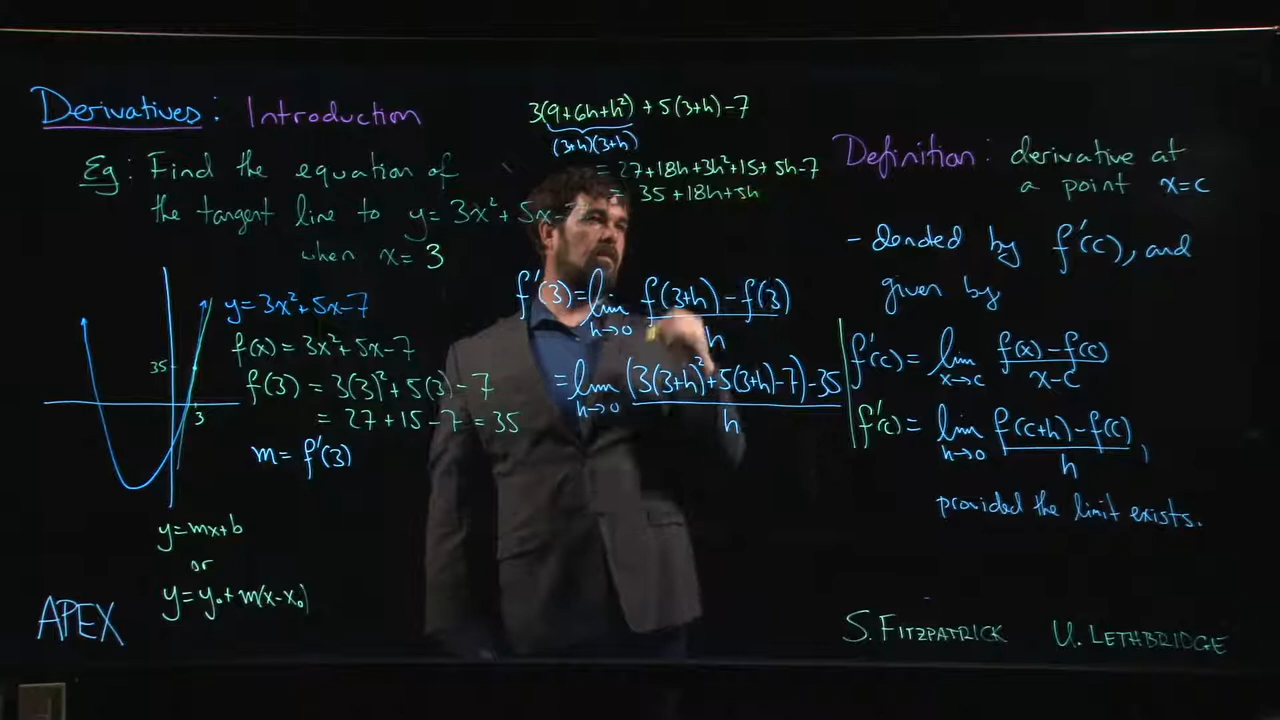 Derivatives: Introduction
Eg: Find the equation of
the tangent line to y = 3x² + 5x - 7
when x = 3
y = 3x² + 5x - 7
f(x) = 3x² + 5x - 7
f(3) = 3(3)² + 5(3) - 7
= 27 + 15 - 7 = 35
m = f'(3)
35
3
y = mx + b
or
y = y₀ + m(x - x₀)
APEX
3(9+6h+h²) + 5(3+h) - 7
(3+h)(3+h)
= 27 + 18h + 3h² + 15 + 5h - 7
= 35 + 18h + 5h
f'(3) = lim h→0 f(3+h) - f(3) / h
= lim h→0 (3(3+h)² + 5(3+h) - 7) - 35 / h
Definition: derivative at
a point x = c
- denoted by f'(c), and
given by
f'(c) = lim x→c f(x) - f(c) / x - c
f'(c) = lim h→0 f(c+h) - f(c) / h ,
provided the limit exists.
S. FITZPATRICK U. LETHBRIDGE